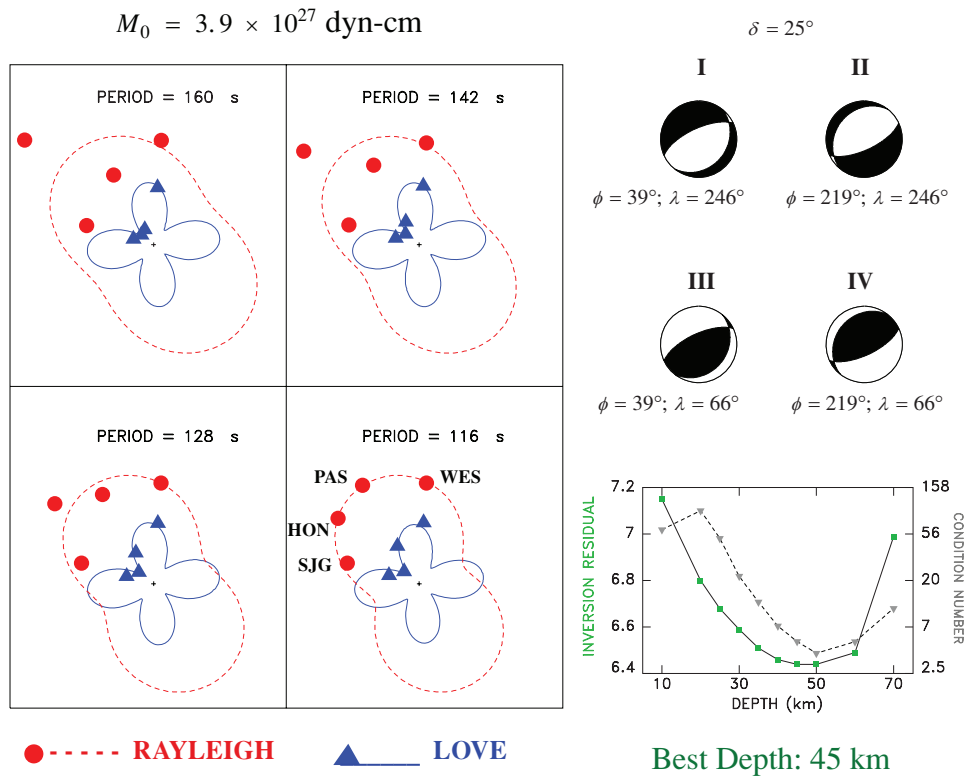 M₀ = 3.9 × 10²⁷ dyn-cm
PERIOD = 160 s
PERIOD = 142 s
PERIOD = 128 s
PERIOD = 116 s
PAS
WES
HON
SJG
RAYLEIGH
LOVE
δ = 25°
I
II
ϕ = 39°; λ = 246°
ϕ = 219°; λ = 246°
III
IV
ϕ = 39°; λ = 66°
ϕ = 219°; λ = 66°
INVERSION RESIDUAL
7.2
7
6.8
6.6
6.4
158
56
20
7
2.5
CONDITION NUMBER
10
30
50
70
DEPTH (km)
Best Depth: 45 km